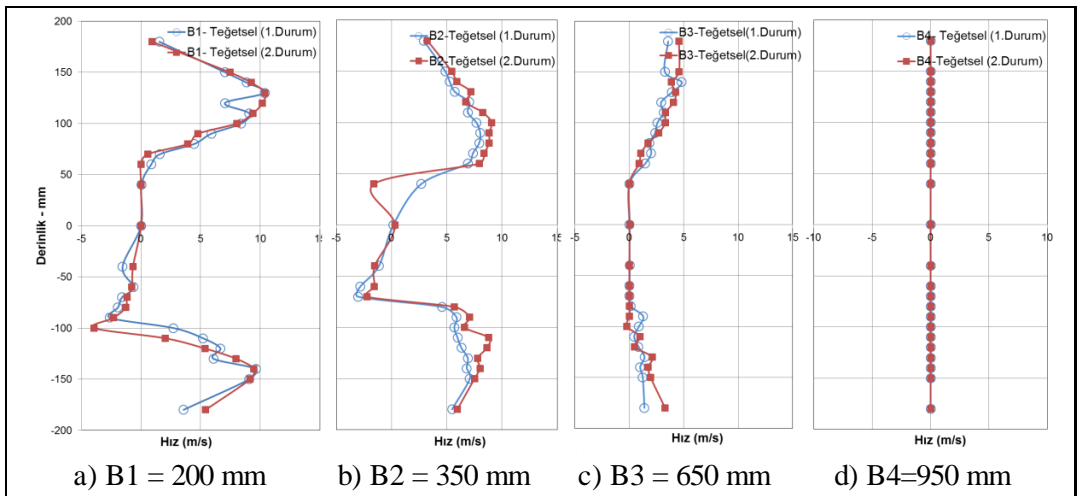 200
150
100
50
0
-50
-100
-150
-200
Derinlik - mm
B1- Teğetsel (1.Durum)
B1- Teğetsel (2.Durum)
-5 0 5 10 15
Hız (m/s)
B2-Teğetsel (1.Durum)
B2-Teğetsel (2.Durum)
-5 0 5 10 15
Hız (m/s)
B3-Teğetsel(1.Durum)
B3-Teğetsel(2.Durum)
-5 0 5 10 15
Hız (m/s)
B4- Teğetsel (1.Durum)
B4-Teğetsel (2.Durum)
-10 -5 0 5 10
Hız (m/s)
a) B1 = 200 mm
b) B2 = 350 mm
c) B3 = 650 mm
d) B4=950 mm